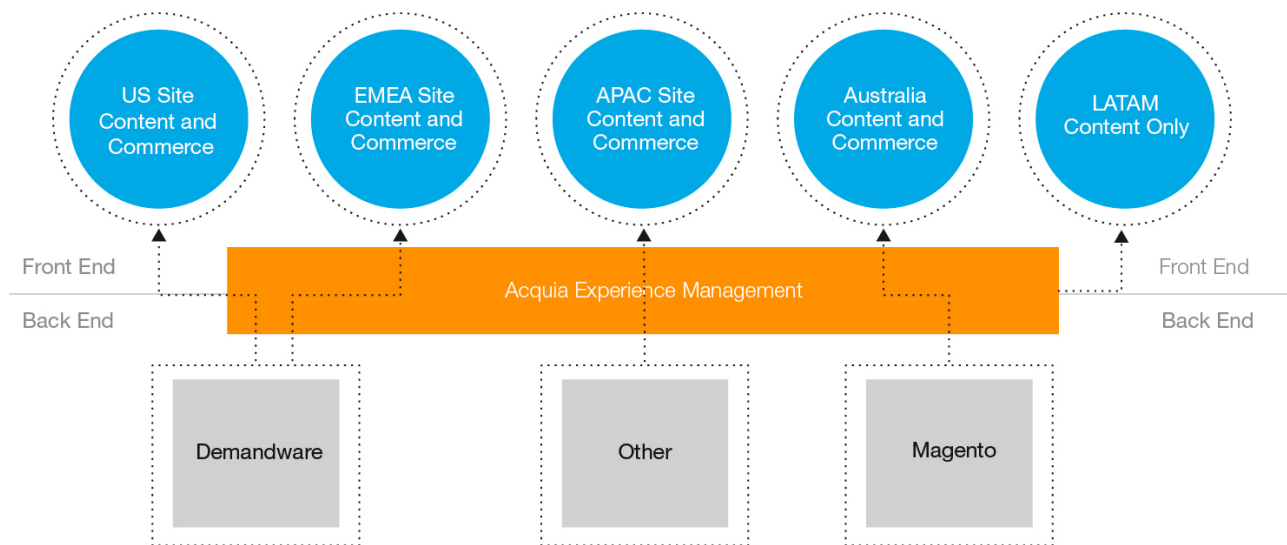 US Site
Content and
Commerce
EMEA Site
Content and
Commerce
APAC Site
Content and
Commerce
Australia
Content and
Commerce
LATAM
Content Only
Front End
Acquia Experience Management
Front End
Back End
Back End
Demandware
Other
Magento